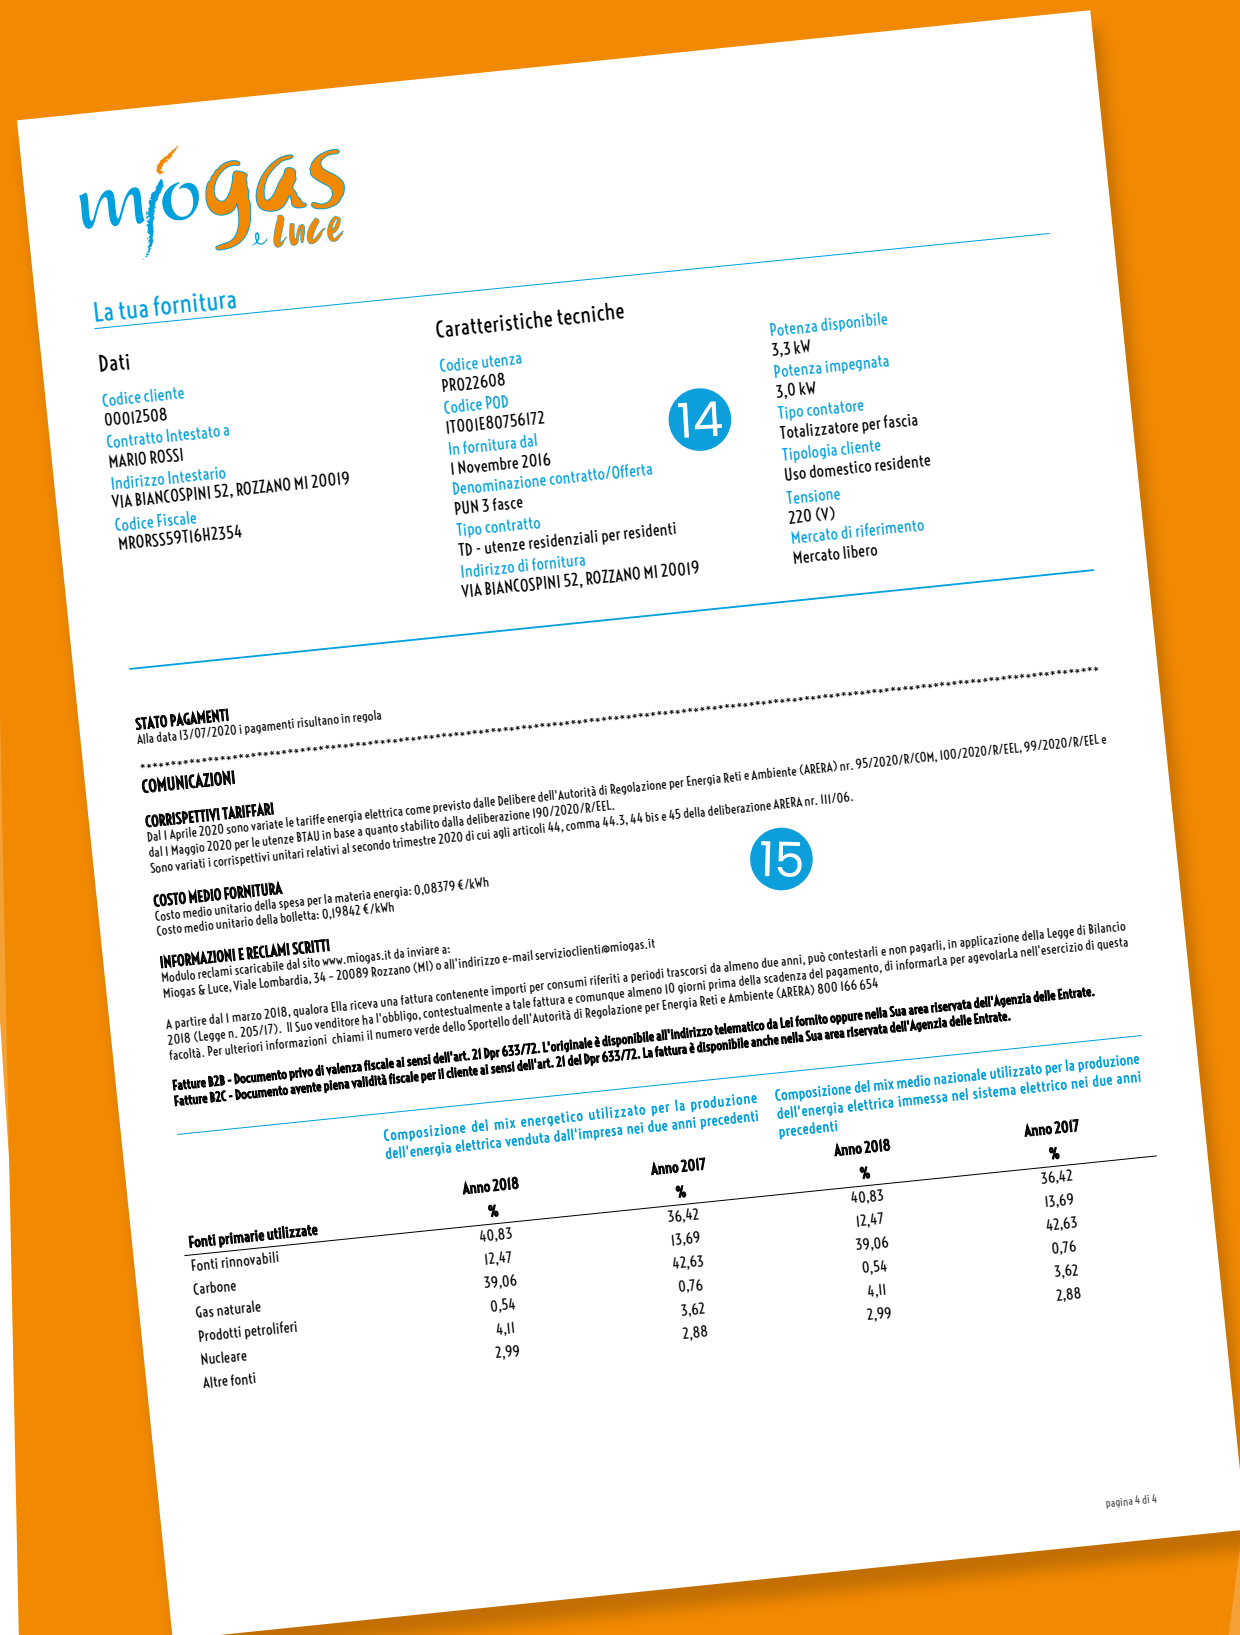 miogas
e luce
La tua fornitura
Dati
Codice cliente
00012508
Contratto Intestato a
MARIO ROSSI
Indirizzo Intestario
VIA BIANCOSPINI 52, ROZZANO MI 20019
Codice Fiscale
MRORSS59T16H2354
Caratteristiche tecniche
Codice utenza
PRO22608
Codice POD
IT001E80756172
In fornitura dal
1 Novembre 2016
Denominazione contratto/Offerta
PUN 3 fasce
Tipo contratto
TD - utenze residenziali per residenti
Indirizzo di fornitura
VIA BIANCOSPINI 52, ROZZANO MI 20019
14
Potenza disponibile
3,3 kW
Potenza impegnata
3,0 kW
Tipo contatore
Totalizzatore per fascia
Tipologia cliente
Uso domestico residente
Tensione
220 (V)
Mercato di riferimento
Mercato libero
STATO PAGAMENTI
Alla data 13/07/2020 i pagamenti risultano in regola
COMUNICAZIONI
CORRISPETTIVI TARIFFARI
Dal 1 Aprile 2020 sono variate le tariffe energia elettrica come previsto dalle Delibere dell'Autorità di Regolazione per Energia Reti e Ambiente (ARERA) nr. 95/2020/R/COM, 100/2020/R/EEL, 99/2020/R/EEL e
dal 1 Maggio 2020 per le utenze BTAU in base a quanto stabilito dalla deliberazione 190/2020/R/EEL.
Sono variati i corrispettivi unitari relativi al secondo trimestre 2020 di cui agli articoli 44, comma 44.3, 44 bis e 45 della deliberazione ARERA nr. 111/06.
15
COSTO MEDIO FORNITURA
Costo medio unitario della spesa per la materia energia: 0,08379 €/kWh
Costo medio unitario della bolletta: 0,19842 €/kWh
INFORMAZIONI E RECLAMI SCRITTI
Modulo reclami scaricabile dal sito www.miogas.it da inviare a:
Miogas & Luce, Viale Lombardia, 34 - 20089 Rozzano (MI) o all'indirizzo e-mail servizioclienti@miogas.it
A partire dal 1 marzo 2018, qualora Ella riceva una fattura contenente importi per consumi riferiti a periodi trascorsi da almeno due anni, può contestarli e non pagarli, in applicazione della Legge di Bilancio
2018 (Legge n. 205/17). Il Suo venditore ha l'obbligo, contestualmente a tale fattura e comunque almeno 10 giorni prima della scadenza del pagamento, di informarLa per agevolarLa nell'esercizio di questa
facoltà. Per ulteriori informazioni chiami il numero verde dello Sportello dell'Autorità di Regolazione per Energia Reti e Ambiente (ARERA) 800 166 654
Fatture B2B - Documento privo di valenza fiscale ai sensi dell'art. 21 Dpr 633/72. L'originale è disponibile all'indirizzo telematico da Lei fornito oppure nella Sua area riservata dell'Agenzia delle Entrate.
Fatture B2C - Documento avente piena validità fiscale per il cliente ai sensi dell'art. 21 del Dpr 633/72. La fattura è disponibile anche nella Sua area riservata dell'Agenzia delle Entrate.
Composizione del mix energetico utilizzato per la produzione
dell'energia elettrica venduta dall'impresa nei due anni precedenti
Composizione del mix medio nazionale utilizzato per la produzione
dell'energia elettrica immessa nel sistema elettrico nei due anni
precedenti
Anno 2018 Anno 2017 Anno 2018 Anno 2017
Fonti primarie utilizzate % % % %
Fonti rinnovabili 40,83 36,42 40,83 36,42
Carbone 12,47 13,69 12,47 13,69
Gas naturale 39,06 42,63 39,06 42,63
Prodotti petroliferi 0,54 0,76 0,54 0,76
Nucleare 4,11 3,62 4,11 3,62
Altre fonti 2,99 2,88 2,99 2,88
pagina 4 di 4